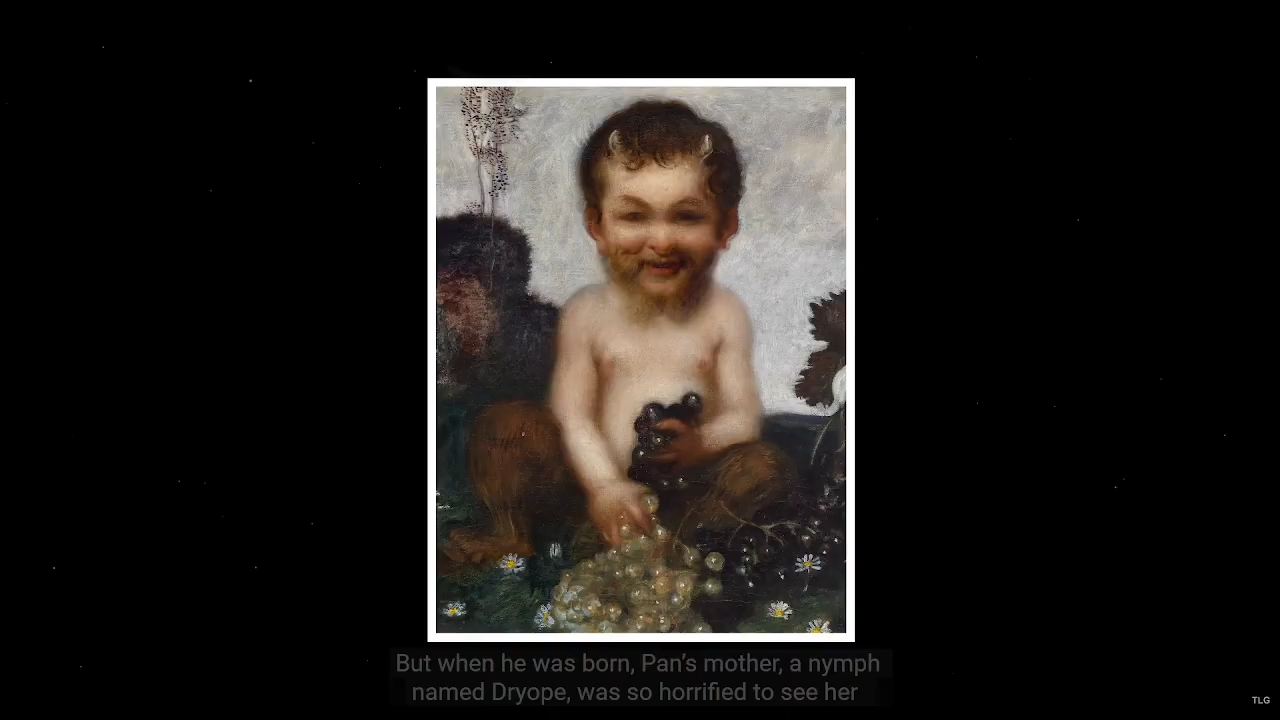 But when he was born, Pan’s mother, a nymph
named Dryope, was so horrified to see her
TLG